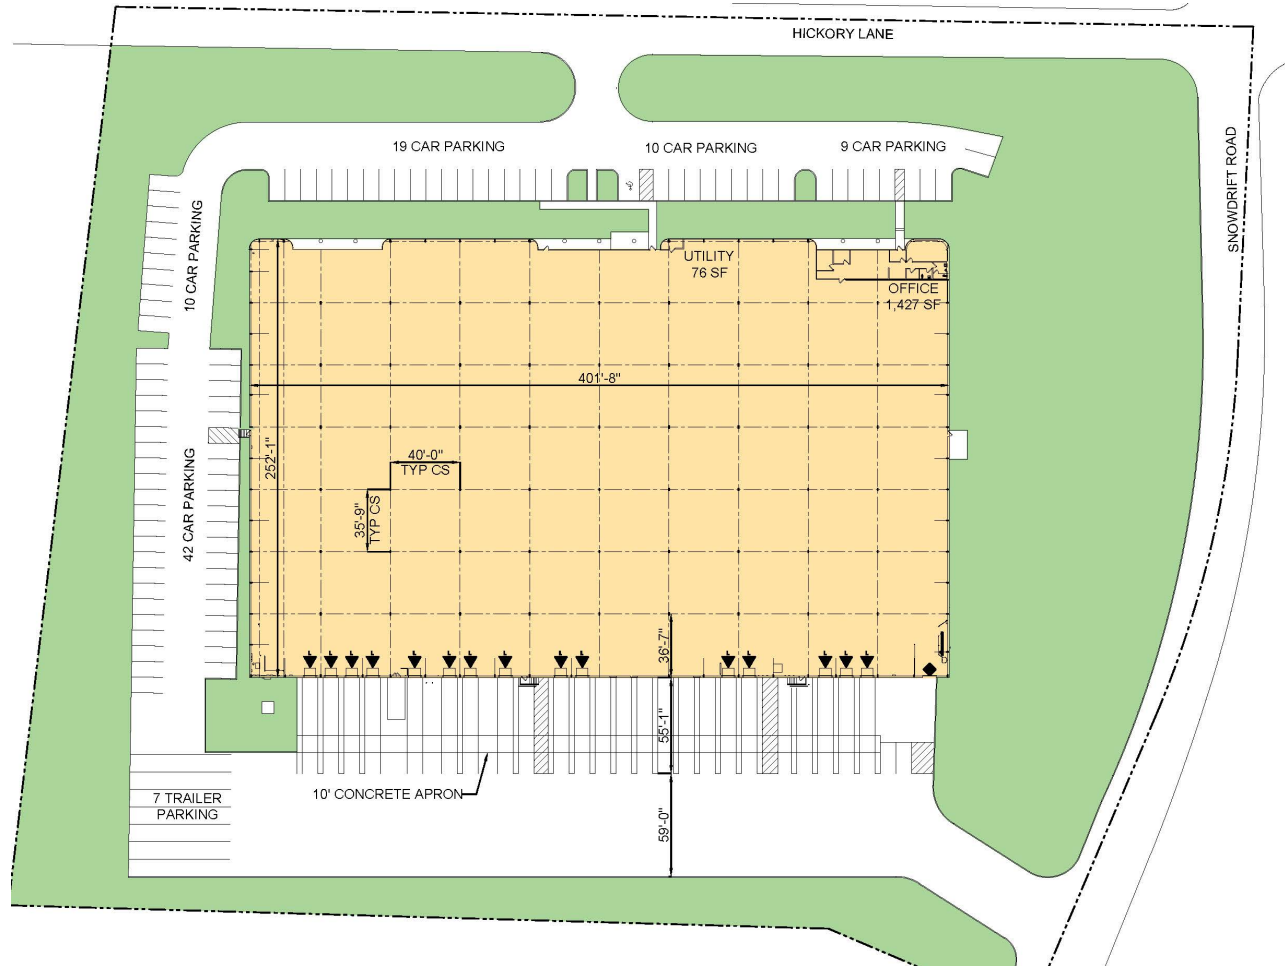 HICKORY LANE
SNOWDRIFT ROAD
19 CAR PARKING
10 CAR PARKING
9 CAR PARKING
10 CAR PARKING
UTILITY
76 SF
OFFICE
1,427 SF
401'-8"
252'-1"
40'-0"
TYP CS
35'-9"
TYP CS
42 CAR PARKING
36'-7"
55'-1"
59'-0"
10' CONCRETE APRON
7 TRAILER
PARKING